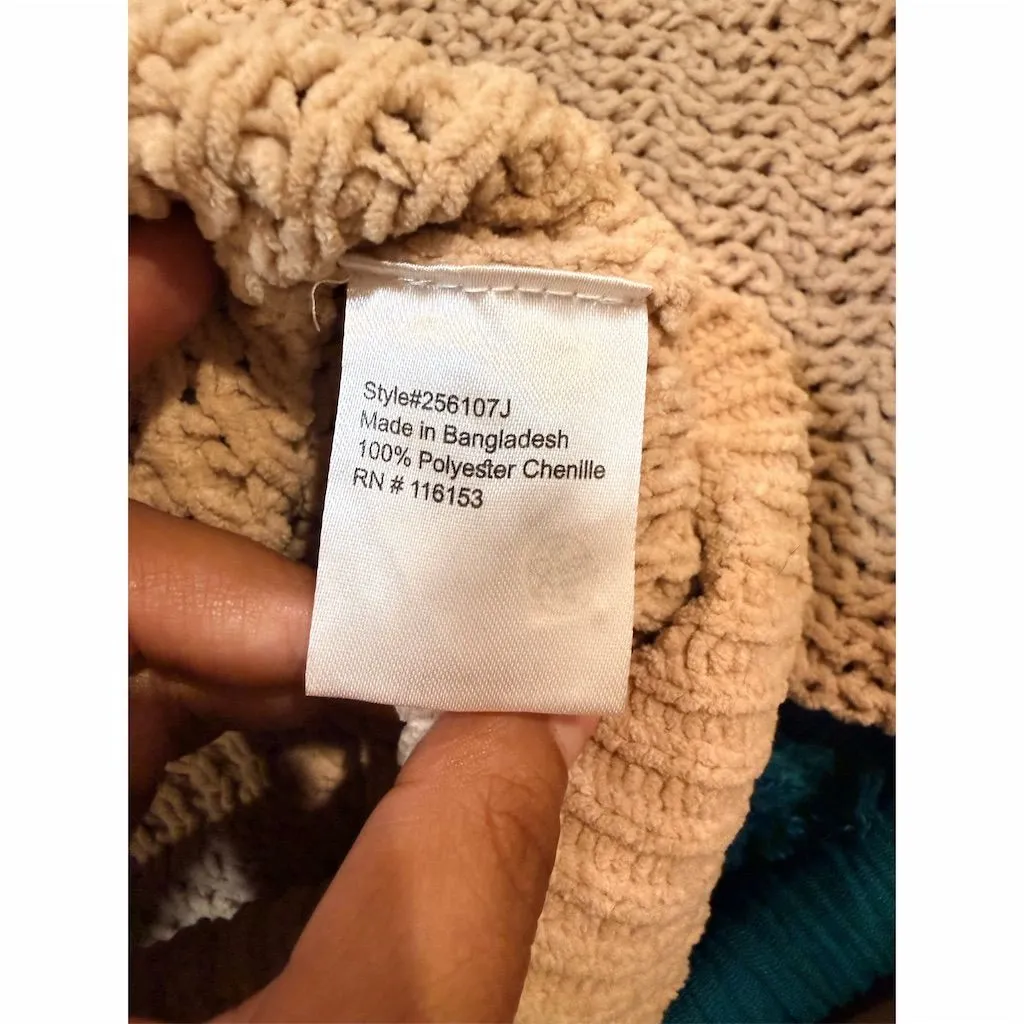 Style#256107J
Made in Bangladesh
100% Polyester Chenille
RN # 116153